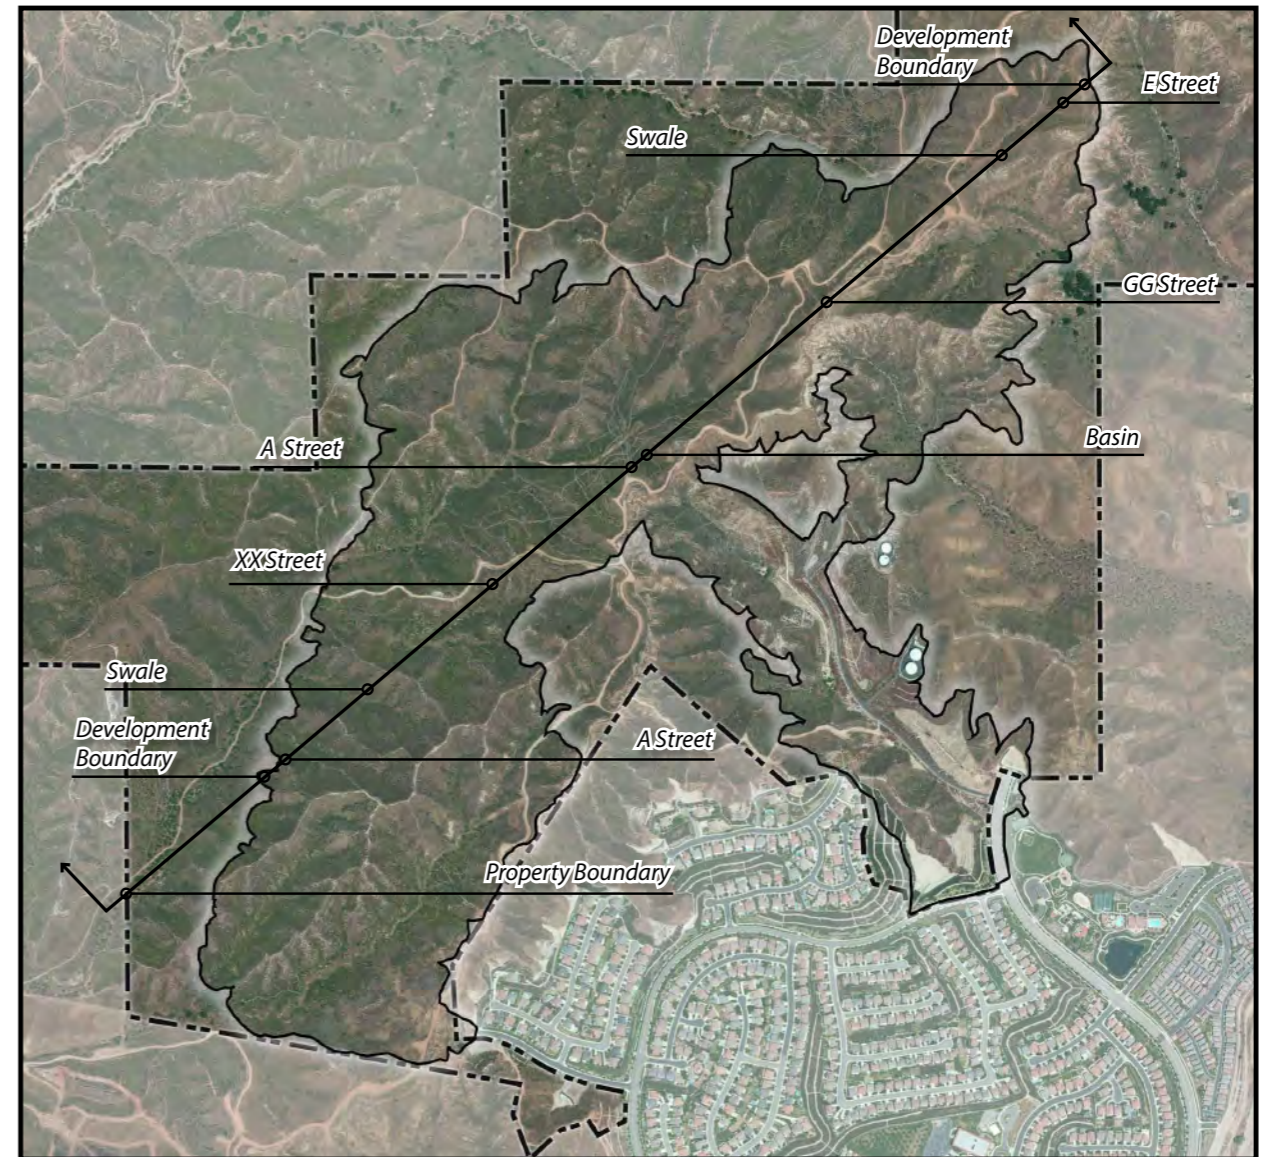 Development
Boundary
E Street
Swale
GG Street
Basin
A Street
XX Street
Swale
Development
Boundary
A Street
Property Boundary